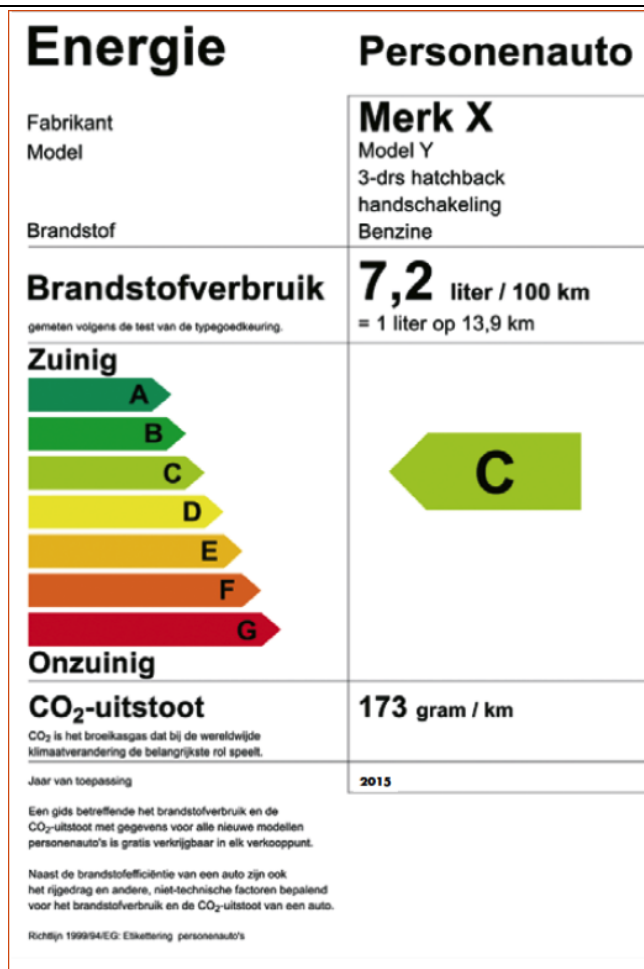 Energie
Personenauto
Fabrikant
Merk X
Model
Model Y
3-drs hatchback
handschakeling
Brandstof
Benzine
Brandstofverbruik
7,2 liter / 100 km
gemeten volgens de test van de typegoedkeuring.
= 1 liter op 13,9 km
Zuinig
A
B
C
D
E
F
G
C
Onzuinig
CO₂-uitstoot
173 gram / km
CO₂ is het broeikasgas dat bij de wereldwijde
klimaatverandering de belangrijkste rol speelt.
Jaar van toepassing
2015
Een gids betreffende het brandstofverbruik en de
CO₂-uitstoot met gegevens voor alle nieuwe modellen
personenauto's is gratis verkrijgbaar in elk verkooppunt.
Naast de brandstofefficiëntie van een auto zijn ook
het rijgedrag en andere, niet-technische factoren bepalend
voor het brandstofverbruik en de CO₂-uitstoot van een auto.
Richtlijn 1999/94/EG: Etikettering personenauto's